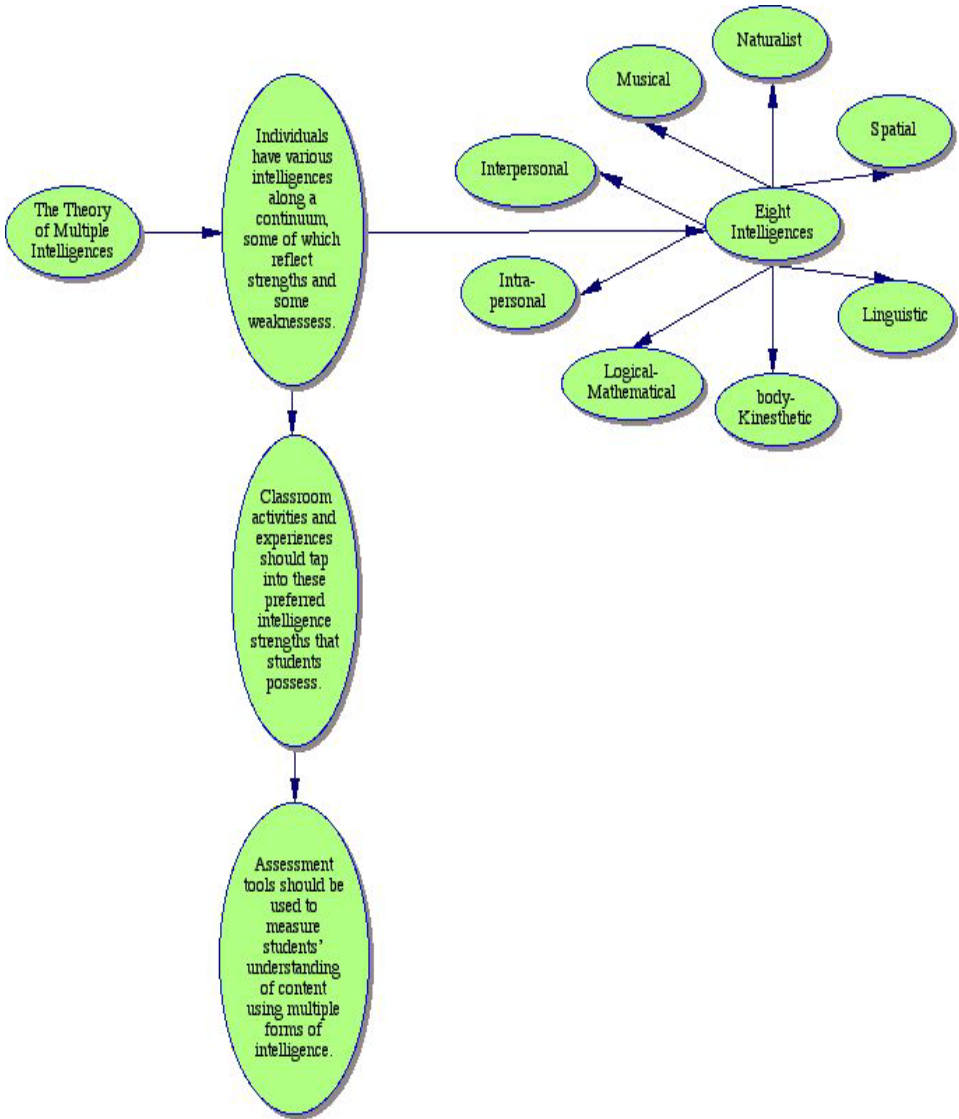 The Theory
of Multiple
Intelligences
Individuals
have various
intelligences
along a
continuum,
some of which
reflect
strengths and
some
weaknessess.
Classroom
activities and
experiences
should tap
into these
preferred
intelligence
strengths that
students
possess.
Assessment
tools should be
used to
measure
students’
understanding
of content
using multiple
forms of
intelligence.
Eight
Intelligences
Naturalist
Musical
Spatial
Interpersonal
Intra-
personal
Linguistic
Logical-
Mathematical
body-
Kinesthetic